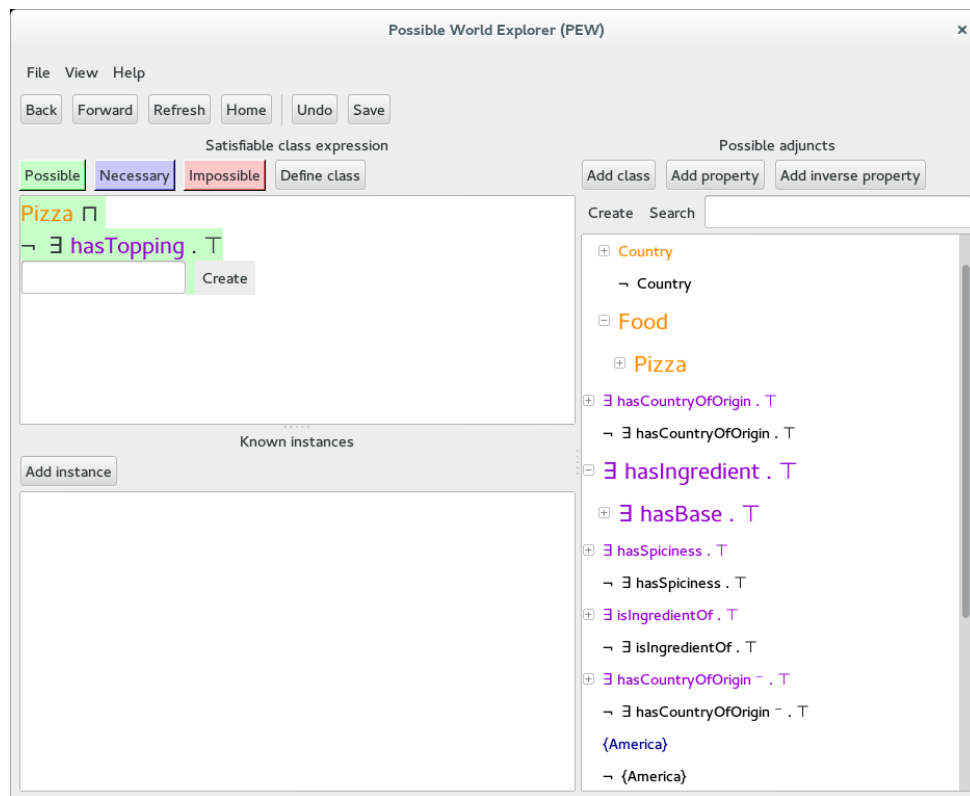 Possible World Explorer (PEW) ×
File View Help
Back Forward Refresh Home Undo Save
Satisfiable class expression
Possible Necessary Impossible Define class
Pizza ⊓
¬ ∃ hasTopping . ⊤
Create
Known instances
Add instance
Possible adjuncts
Add class Add property Add inverse property
Create Search
Country
¬ Country
Food
Pizza
∃ hasCountryOfOrigin . ⊤
¬ ∃ hasCountryOfOrigin . ⊤
∃ hasIngredient . ⊤
∃ hasBase . ⊤
∃ hasSpiciness . ⊤
¬ ∃ hasSpiciness . ⊤
∃ isIngredientOf . ⊤
¬ ∃ isIngredientOf . ⊤
∃ hasCountryOfOrigin ⁻ . ⊤
¬ ∃ hasCountryOfOrigin ⁻ . ⊤
{America}
¬ {America}